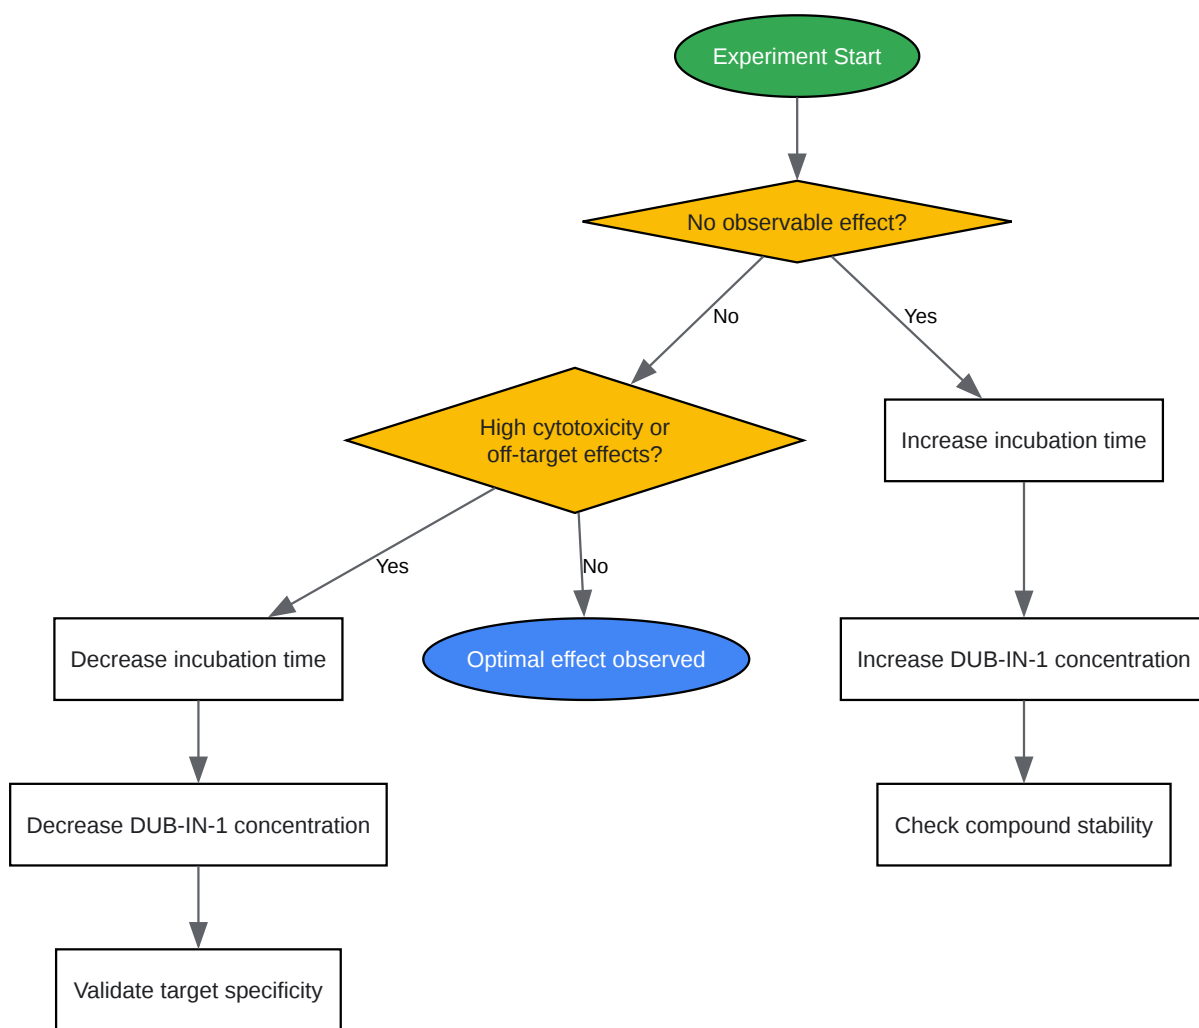 Experiment Start
No observable effect?
No
Yes
High cytotoxicity or
off-target effects?
Increase incubation time
Yes
No
Decrease incubation time
Optimal effect observed
Increase DUB-IN-1 concentration
Decrease DUB-IN-1 concentration
Check compound stability
Validate target specificity